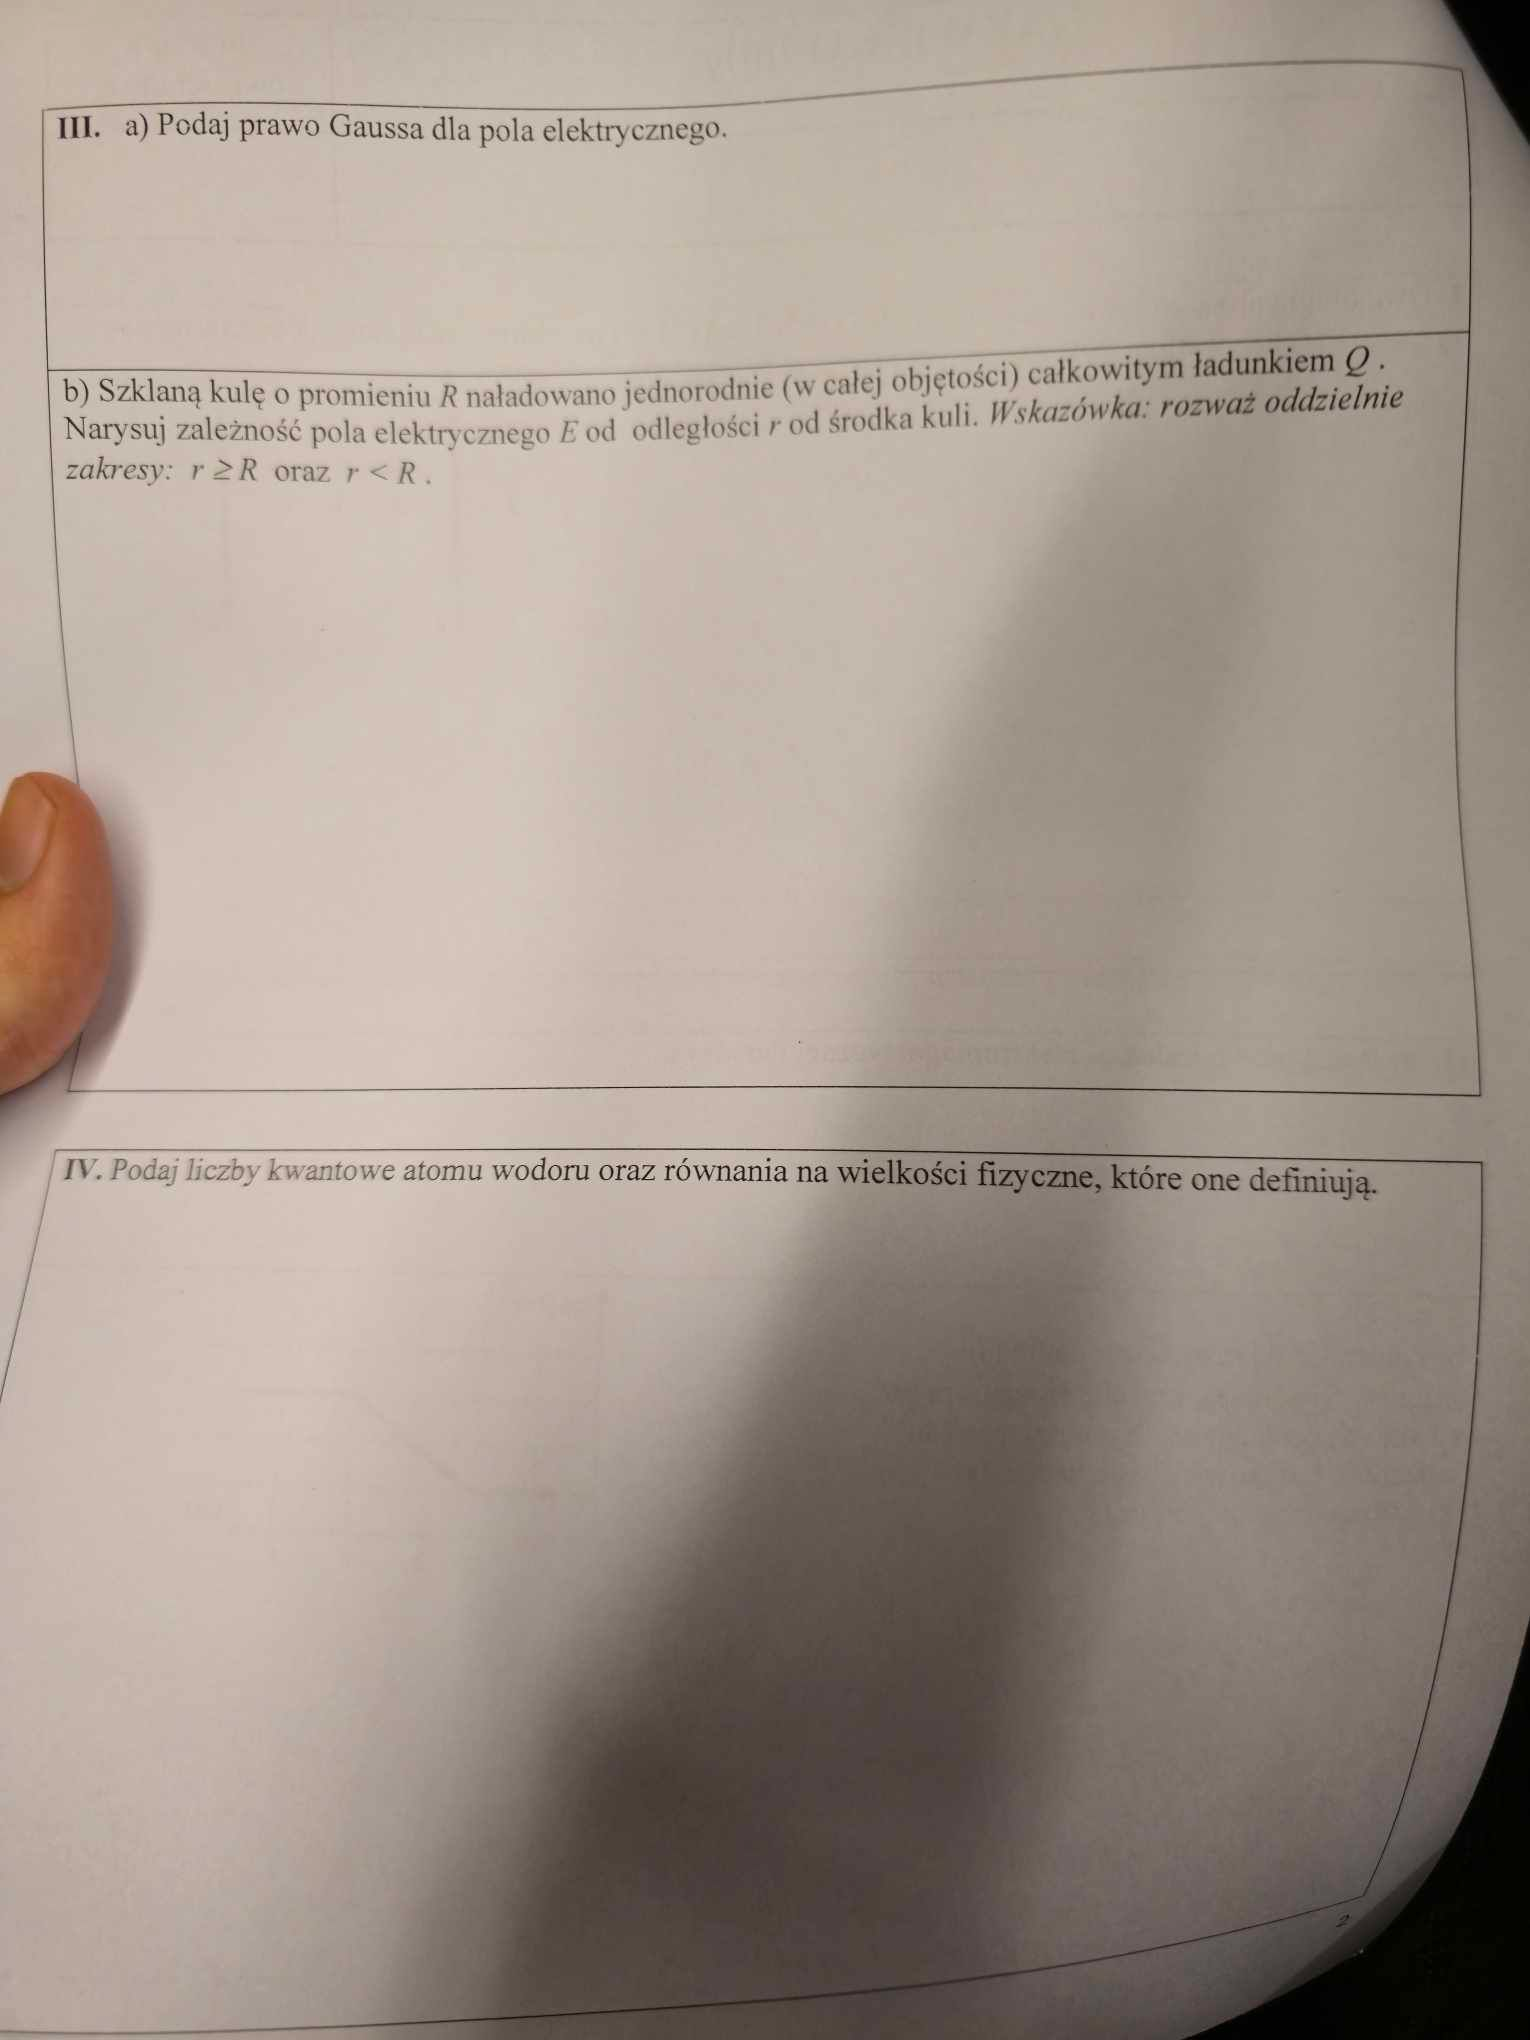 III. a) Podaj prawo Gaussa dla pola elektrycznego.
b) Szklaną kulę o promieniu R naładowano jednorodnie (w całej objętości) całkowitym ładunkiem Q .
Narysuj zależność pola elektrycznego E od odległości r od środka kuli. Wskazówka: rozważ oddzielnie
zakresy: r ≥ R oraz r < R .
IV. Podaj liczby kwantowe atomu wodoru oraz równania na wielkości fizyczne, które one definiują.
2